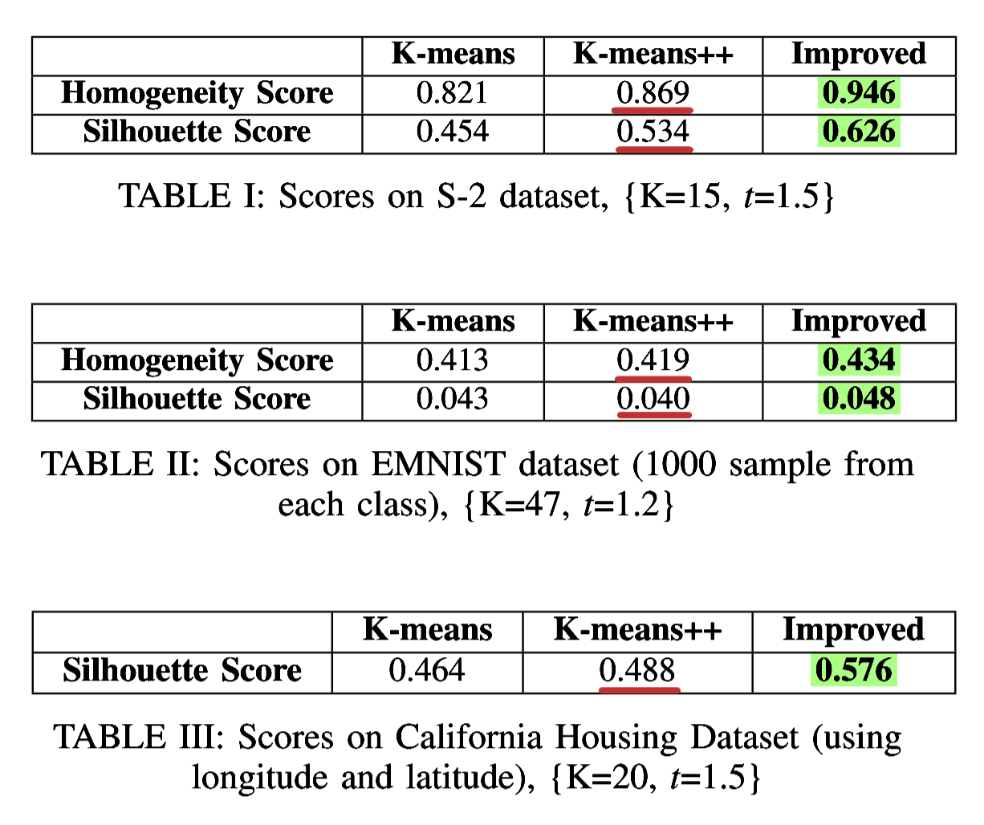 K-means K-means++ Improved
Homogeneity Score 0.821 0.869 0.946
Silhouette Score 0.454 0.534 0.626
TABLE I: Scores on S-2 dataset, {K=15, t=1.5}
K-means K-means++ Improved
Homogeneity Score 0.413 0.419 0.434
Silhouette Score 0.043 0.040 0.048
TABLE II: Scores on EMNIST dataset (1000 sample from
each class), {K=47, t=1.2}
K-means K-means++ Improved
Silhouette Score 0.464 0.488 0.576
TABLE III: Scores on California Housing Dataset (using
longitude and latitude), {K=20, t=1.5}